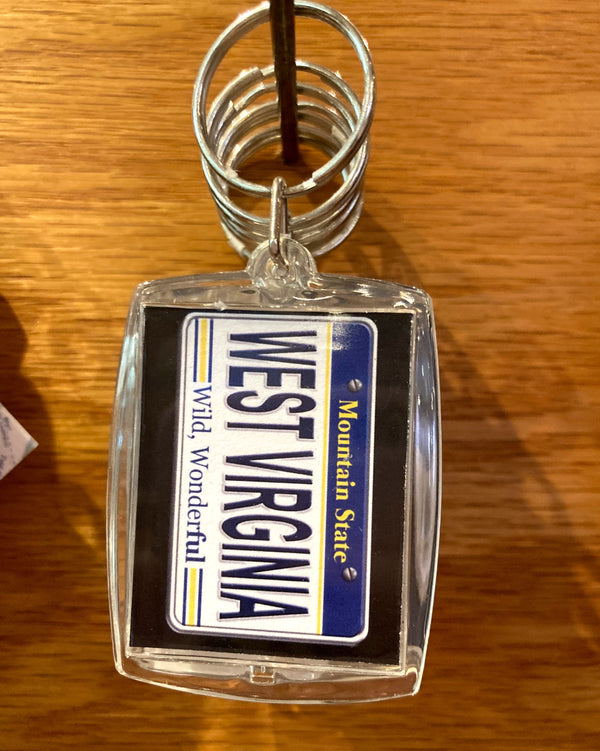 Mountain State
WEST VIRGINIA
Wild, Wonderful